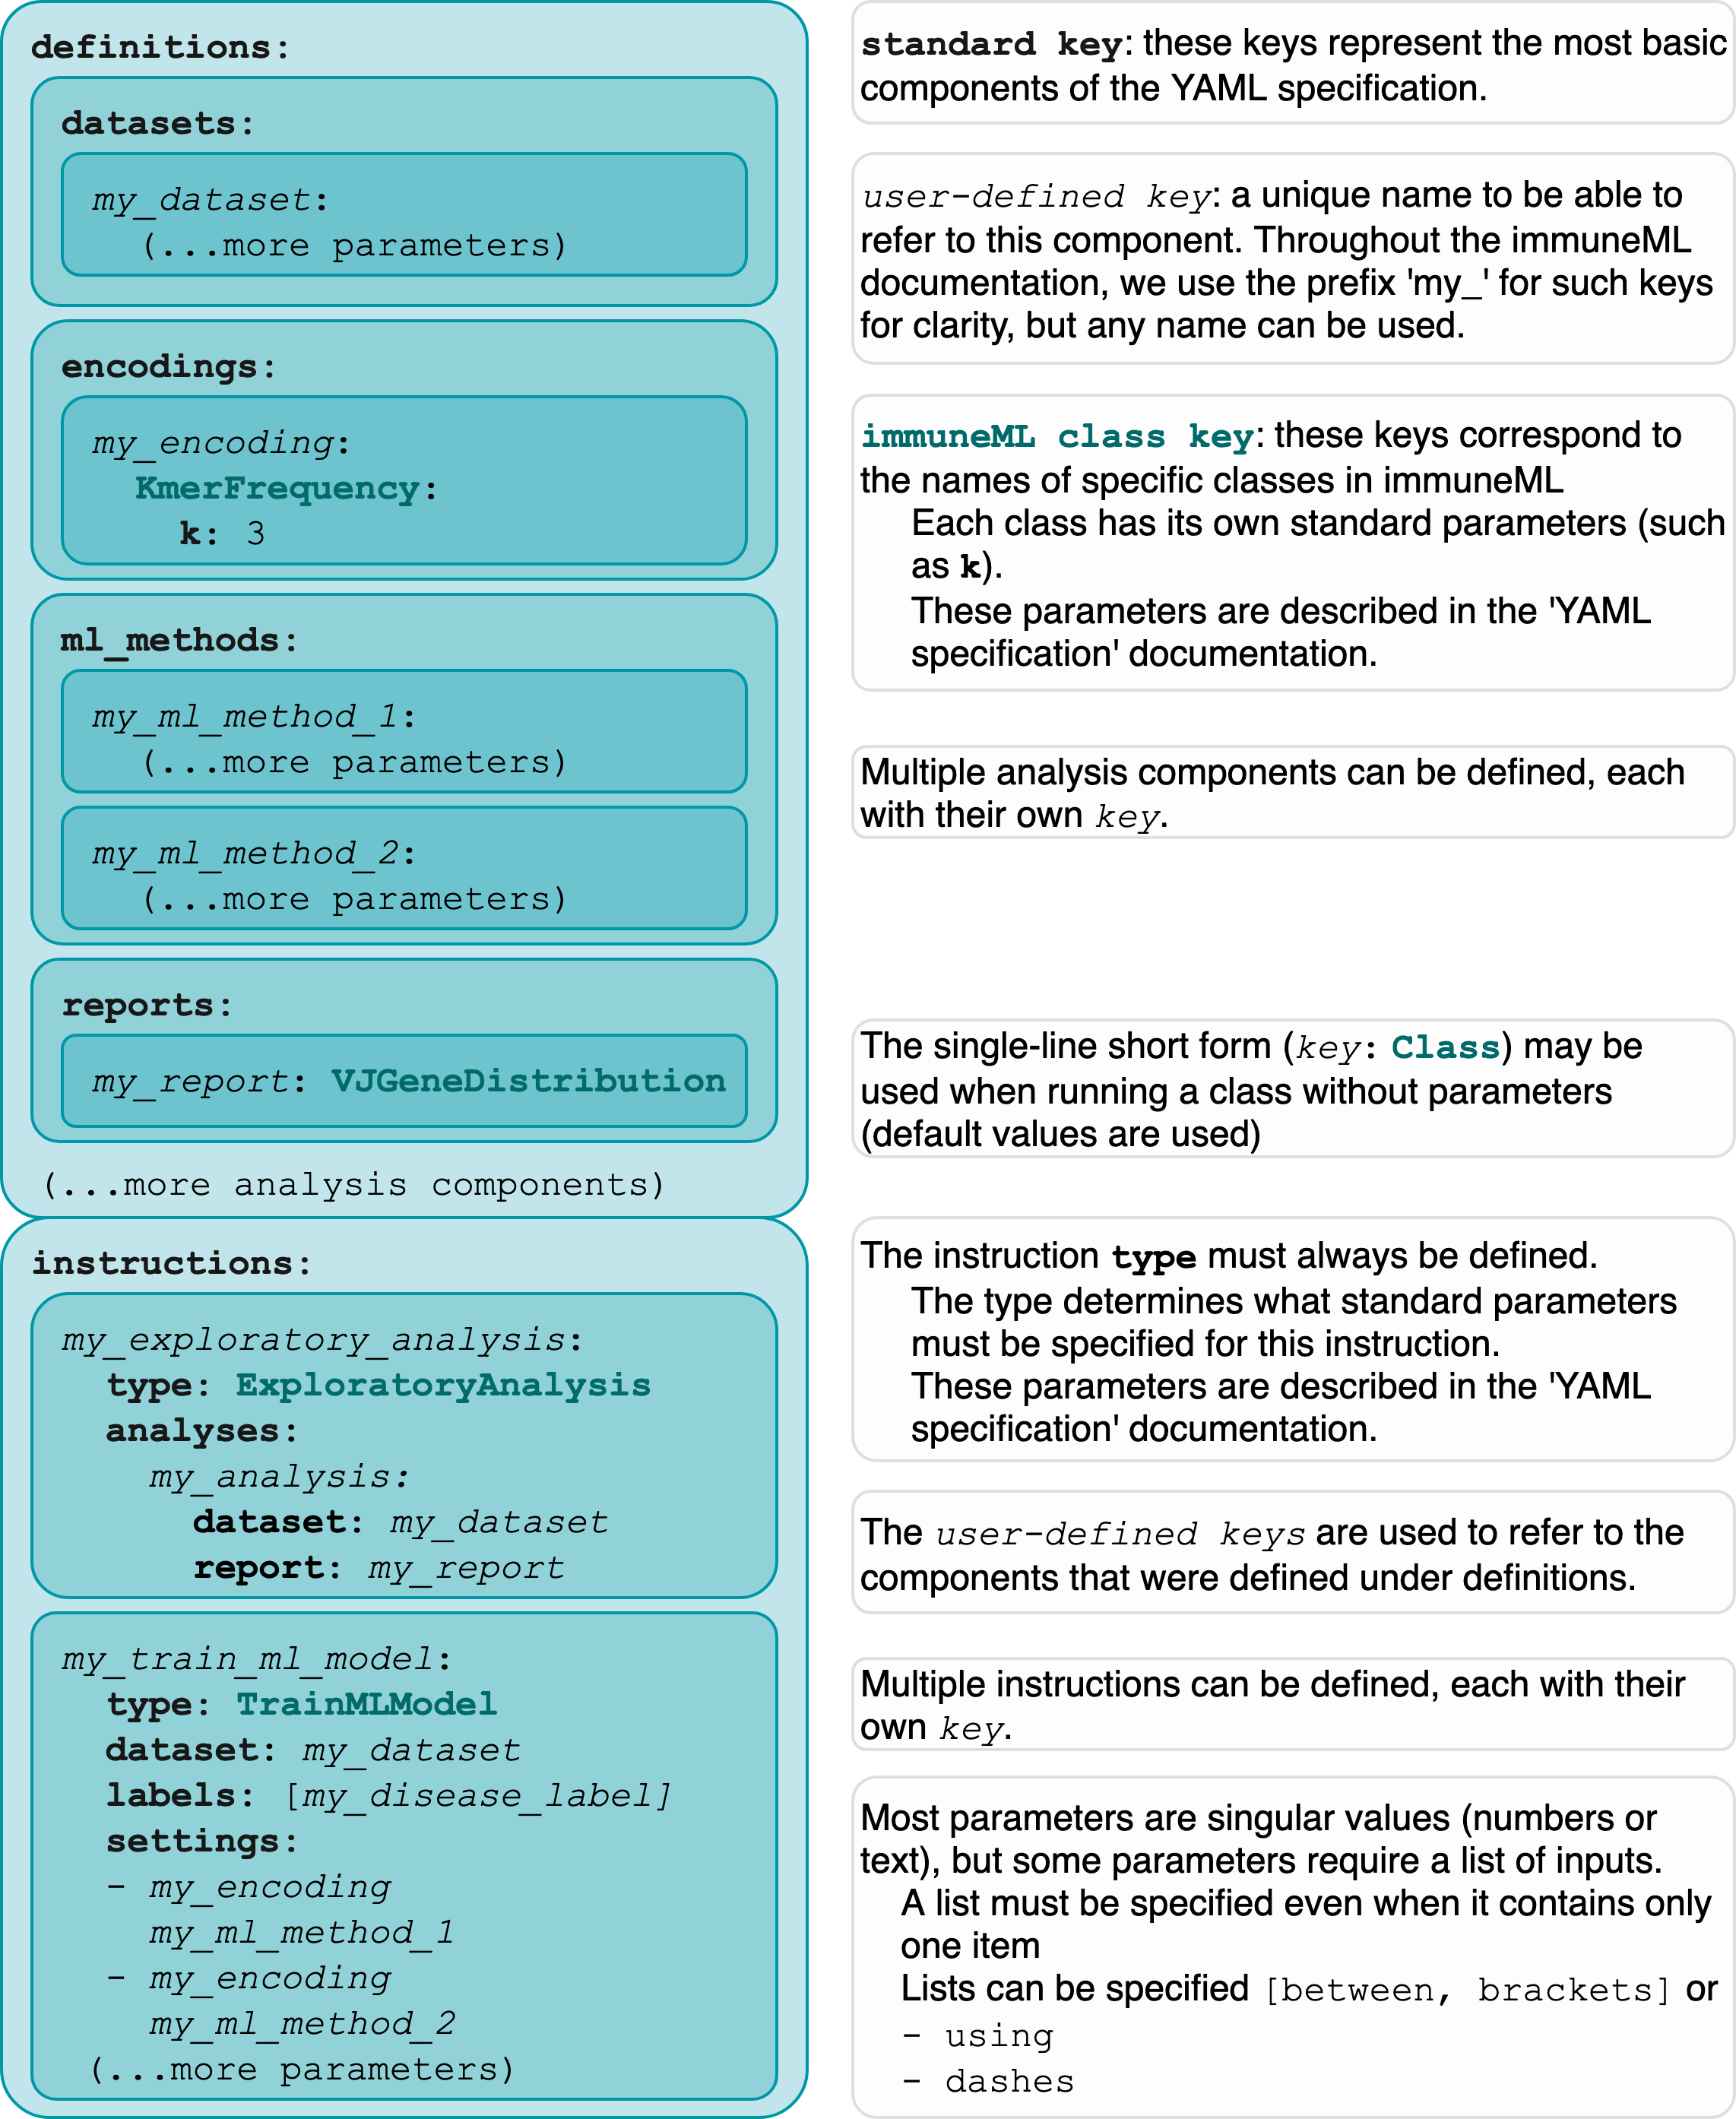 definitions:
datasets:
my_dataset:
(...more parameters)
encodings:
my_encoding:
KmerFrequency:
k: 3
ml_methods:
my_ml_method_1:
(...more parameters)
my_ml_method_2:
(...more parameters)
reports:
my_report: VJGeneDistribution
(...more analysis components)
instructions:
my_exploratory_analysis:
type: ExploratoryAnalysis
analyses:
my_analysis:
dataset: my_dataset
report: my_report
my_train_ml_model:
type: TrainMLModel
dataset: my_dataset
labels: [my_disease_label]
settings:
- my_encoding
my_ml_method_1
- my_encoding
my_ml_method_2
(...more parameters)
standard key: these keys represent the most basic
components of the YAML specification.
user-defined key: a unique name to be able to
refer to this component. Throughout the immuneML
documentation, we use the prefix 'my_' for such keys
for clarity, but any name can be used.
immuneML class key: these keys correspond to
the names of specific classes in immuneML
Each class has its own standard parameters (such
as k).
These parameters are described in the 'YAML
specification' documentation.
Multiple analysis components can be defined, each
with their own key.
The single-line short form (key: Class) may be
used when running a class without parameters
(default values are used)
The instruction type must always be defined.
The type determines what standard parameters
must be specified for this instruction.
These parameters are described in the 'YAML
specification' documentation.
The user-defined keys are used to refer to the
components that were defined under definitions.
Multiple instructions can be defined, each with their
own key.
Most parameters are singular values (numbers or
text), but some parameters require a list of inputs.
A list must be specified even when it contains only
one item
Lists can be specified [between, brackets] or
- using
- dashes